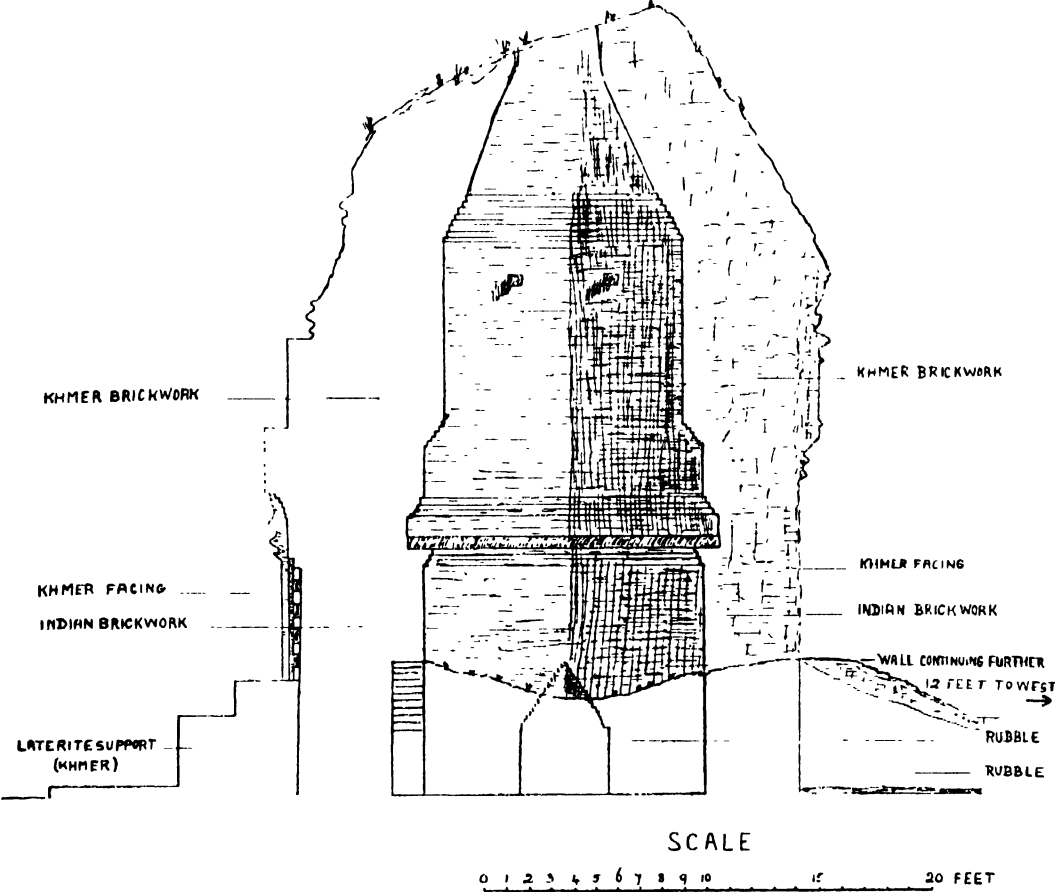 KHMER BRICKWORK
KHMER BRICKWORK
KHMER FACING
INDIAN BRICKWORK
KHMER FACING
INDIAN BRICKWORK
WALL CONTINUING FURTHER
12 FEET TO WEST
LATERITE SUPPORT
(KHMER)
RUBBLE
RUBBLE
SCALE
0 1 2 3 4 5 6 7 8 9 10 15 20 FEET